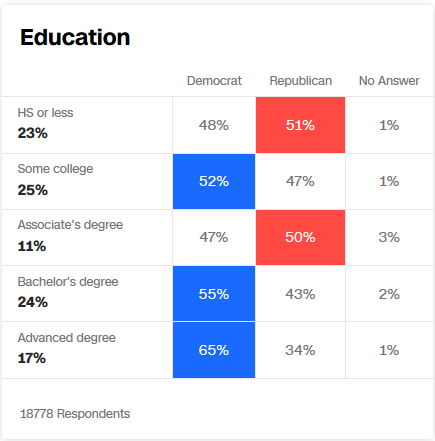 Education
Democrat Republican No Answer
HS or less
23% 48% 51% 1%
Some college
25% 52% 47% 1%
Associate's degree
11% 47% 50% 3%
Bachelor's degree
24% 55% 43% 2%
Advanced degree
17% 65% 34% 1%
18778 Respondents